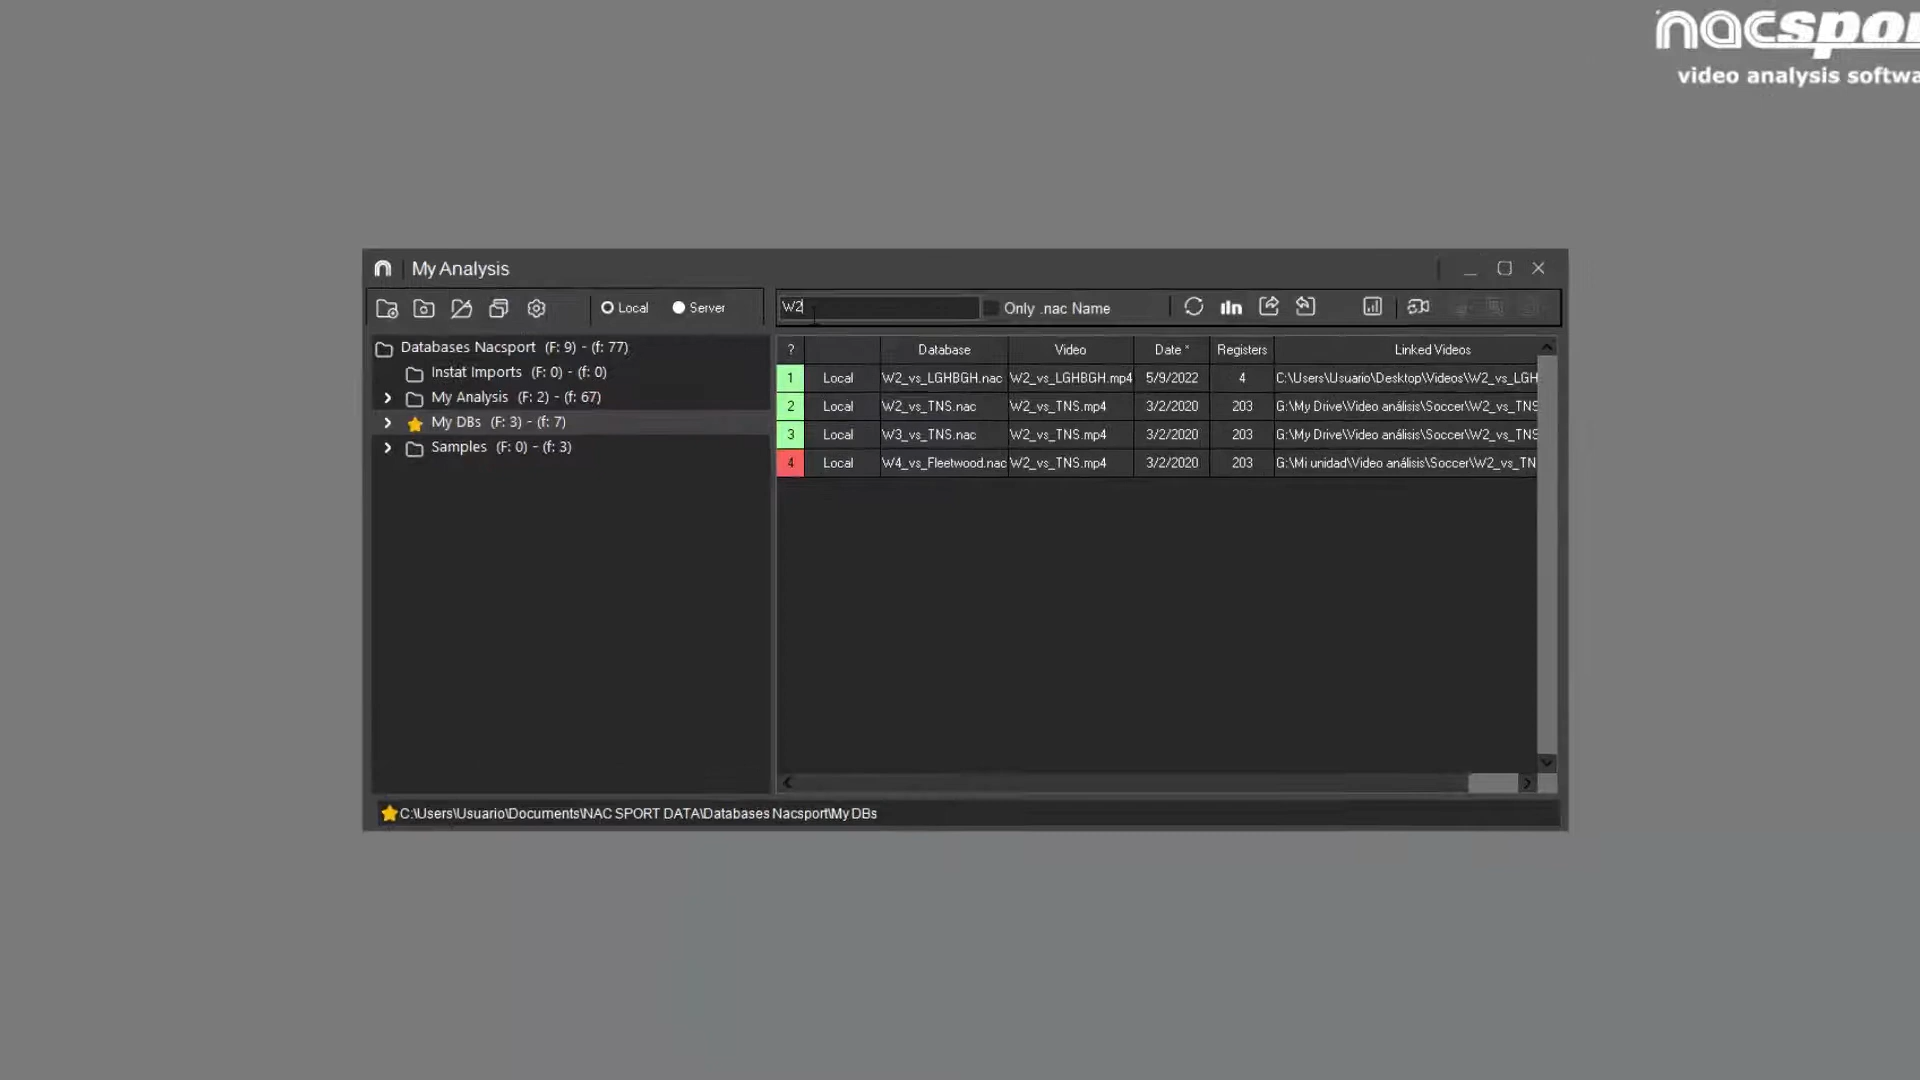 nacspor
video analysis softwa
My Analysis
Local Server W2 Only .nac Name
Databases Nacsport (F: 9) - (f: 77)
Instat Imports (F: 0) - (f: 0)
My Analysis (F: 2) - (f: 67)
My DBs (F: 3) - (f: 7)
Samples (F: 0) - (f: 3)
? Database Video Date * Registers Linked Videos
1 Local W2_vs_LGHBGH.nac W2_vs_LGHBGH.mp4 5/9/2022 4 C:\Users\Usuario\Desktop\Videos\W2_vs_LGH
2 Local W2_vs_TNS.nac W2_vs_TNS.mp4 3/2/2020 203 G:\My Drive\Video análisis\Soccer\W2_vs_TNS
3 Local W3_vs_TNS.nac W2_vs_TNS.mp4 3/2/2020 203 G:\My Drive\Video análisis\Soccer\W2_vs_TNS
4 Local W4_vs_Fleetwood.nac W2_vs_TNS.mp4 3/2/2020 203 G:\Mi unidad\Video análisis\Soccer\W2_vs_TN
C:\Users\Usuario\Documents\NAC SPORT DATA\Databases Nacsport\My DBs